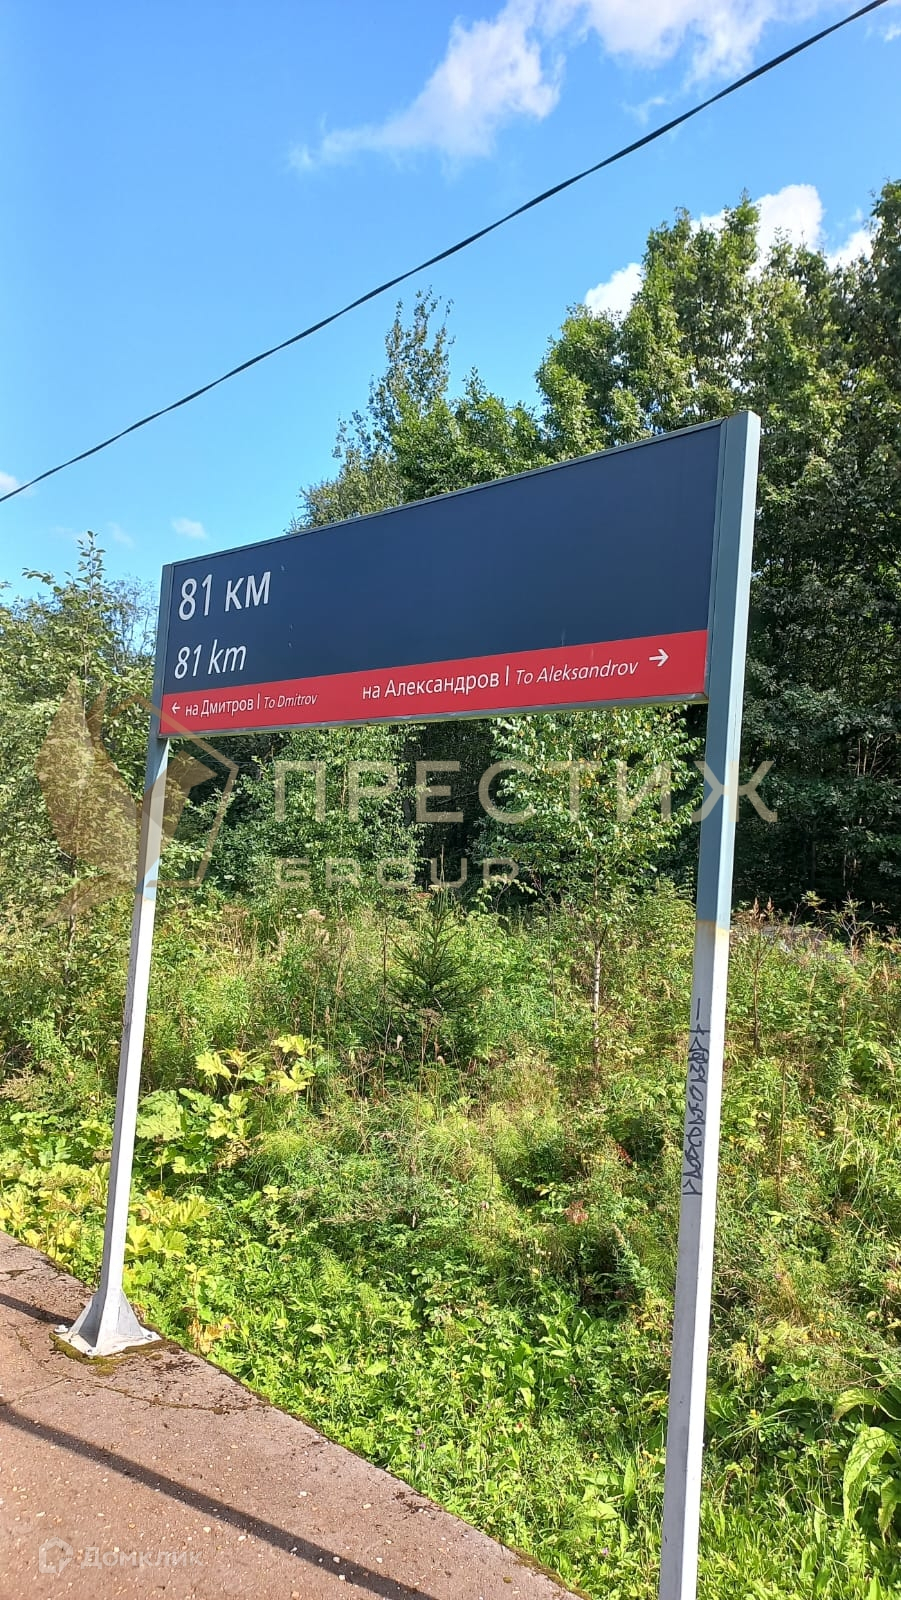 81 км
81 km
← на Дмитров | To Dmitrov на Александров | To Aleksandrov →
ПРЕСТИЖ
GROUP
Домклик